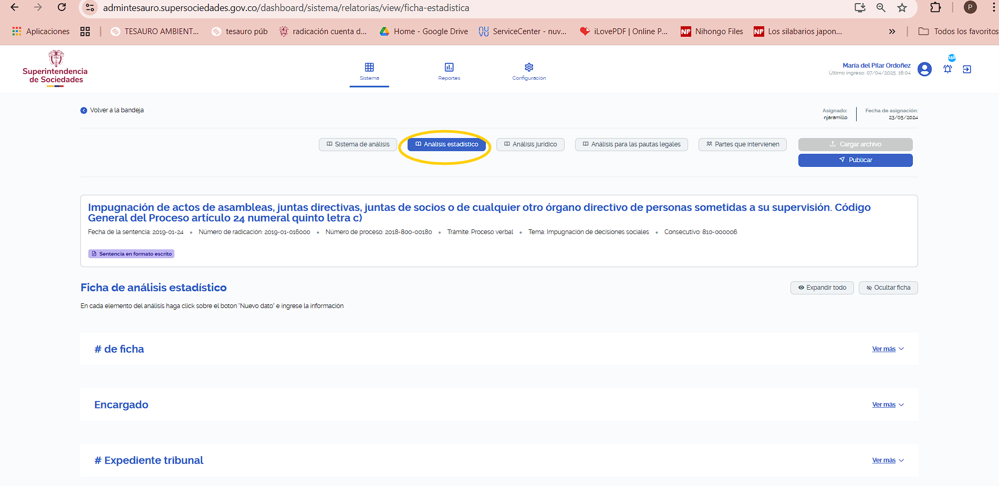 admintesauro.supersociedades.gov.co/dashboard/sistema/relatorias/view/ficha-estadistica
P
Aplicaciones
TESAURO AMBIENT...
tesauro púb
radicación cuenta d...
Home - Google Drive
ServiceCenter - nuv...
iLovePDF | Online P...
NF Nihongo Files
NF Los silabarios japon...
»
Todos los favoritos
Superintendencia
de Sociedades
Sistema
Reportes
Configuración
María del Pilar Ordoñez
Último ingreso: 07/04/2025, 16:04
158
Volver a la bandeja
Asignado:
njaramillo
Fecha de asignación:
23/05/2024
Sistema de análisis
Análisis estadístico
Análisis jurídico
Análisis para las pautas legales
Partes que intervienen
Cargar archivo
Publicar
Impugnación de actos de asambleas, juntas directivas, juntas de socios o de cualquier otro órgano directivo de personas sometidas a su supervisión. Código
General del Proceso artículo 24 numeral quinto letra c)
Fecha de la sentencia: 2019-01-24 • Número de radicación: 2019-01-016000 • Número de proceso: 2018-800-00180 • Trámite: Proceso verbal • Tema: Impugnación de decisiones sociales • Consecutivo: 810-000006
Sentencia en formato escrito
Ficha de análisis estadístico
Expandir todo
Ocultar ficha
En cada elemento del análisis haga click sobre el boton "Nuevo dato" e ingrese la información
# de ficha
Ver más
Encargado
Ver más
# Expediente tribunal
Ver más